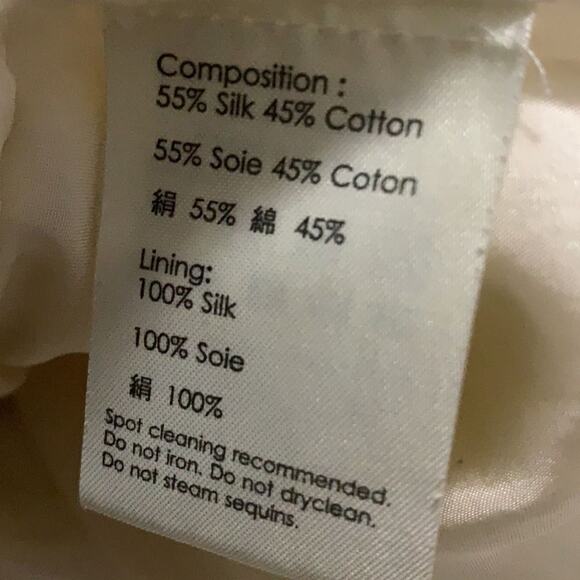 Composition :
55% Silk 45% Cotton
55% Soie 45% Coton
絹 55% 綿 45%
Lining:
100% Silk
100% Soie
絹 100%
Spot cleaning recommended.
Do not iron. Do not dryclean.
Do not steam sequins.